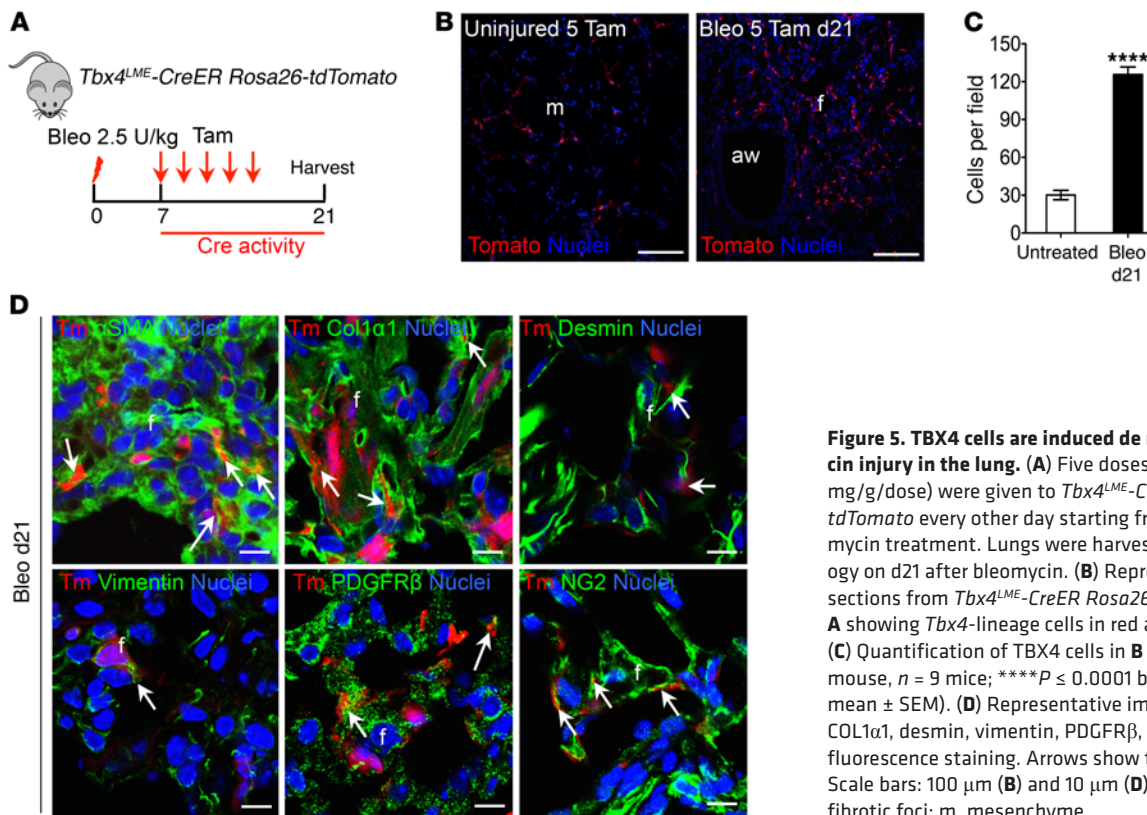 A
Tbx4LME-CreER Rosa26-tdTomato
Bleo 2.5 U/kg Tam
Harvest
0 7 21
Cre activity
B
Uninjured 5 Tam
m
Tomato Nuclei
Bleo 5 Tam d21
f
aw
Tomato Nuclei
C
Cells per field
150
120
90
60
30
0
****
Untreated
Bleo
d21
D
Bleo d21
Tm αSMA Nuclei
f
Tm Col1α1 Nuclei
f
Tm Desmin Nuclei
f
Tm Vimentin Nuclei
f
Tm PDGFRβ Nuclei
f
Tm NG2 Nuclei
f
Figure 5. TBX4 cells are induced de
cin injury in the lung. (A) Five doses
mg/g/dose) were given to Tbx4LME-C
tdTomato every other day starting fr
mycin treatment. Lungs were harves
ogy on d21 after bleomycin. (B) Repre
sections from Tbx4LME-CreER Rosa26
A showing Tbx4-lineage cells in red a
(C) Quantification of TBX4 cells in B
mouse, n = 9 mice; ****P ≤ 0.0001 b
mean ± SEM). (D) Representative im
COL1α1, desmin, vimentin, PDGFRβ,
fluorescence staining. Arrows show t
Scale bars: 100 μm (B) and 10 μm (D)
fibrotic foci; m, mesenchyme